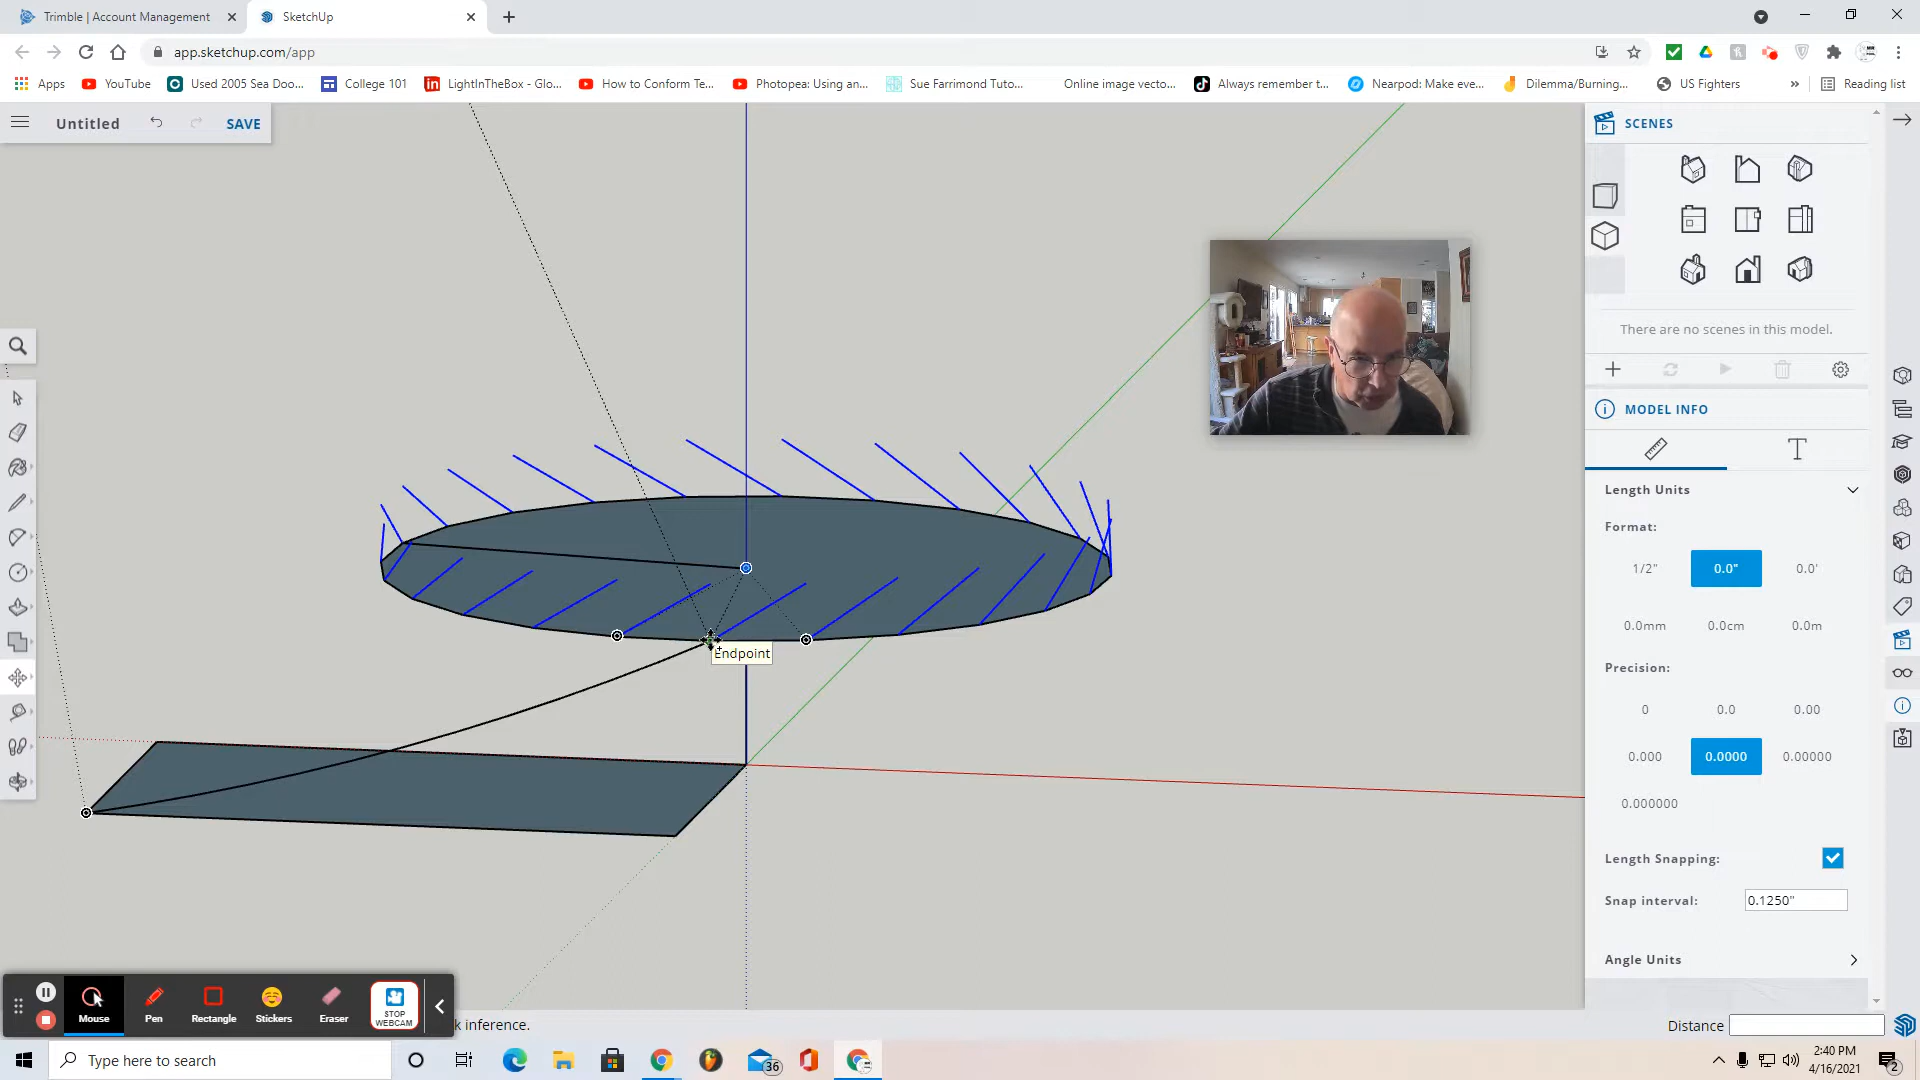 Trimble | Account Management
SketchUp
app.sketchup.com/app
Apps
YouTube
Used 2005 Sea Doo...
College 101
LightInTheBox - Glo...
How to Conform Te...
Photopea: Using an...
Sue Farrimond Tuto...
Online image vecto...
Always remember t...
Nearpod: Make eve...
Dilemma/Burning...
US Fighters
»
Reading list
Untitled
SAVE
SCENES
There are no scenes in this model.
MODEL INFO
Length Units
Format:
1/2"
0.0"
0.0'
0.0mm
0.0cm
0.0m
Precision:
0
0.0
0.00
0.000
0.0000
0.00000
0.000000
Length Snapping:
Snap interval:
0.1250"
Angle Units
Endpoint
Mouse
Pen
Rectangle
Stickers
Eraser
STOP
WEBCAM
k inference.
Distance
Type here to search
36
2:40 PM
4/16/2021
2